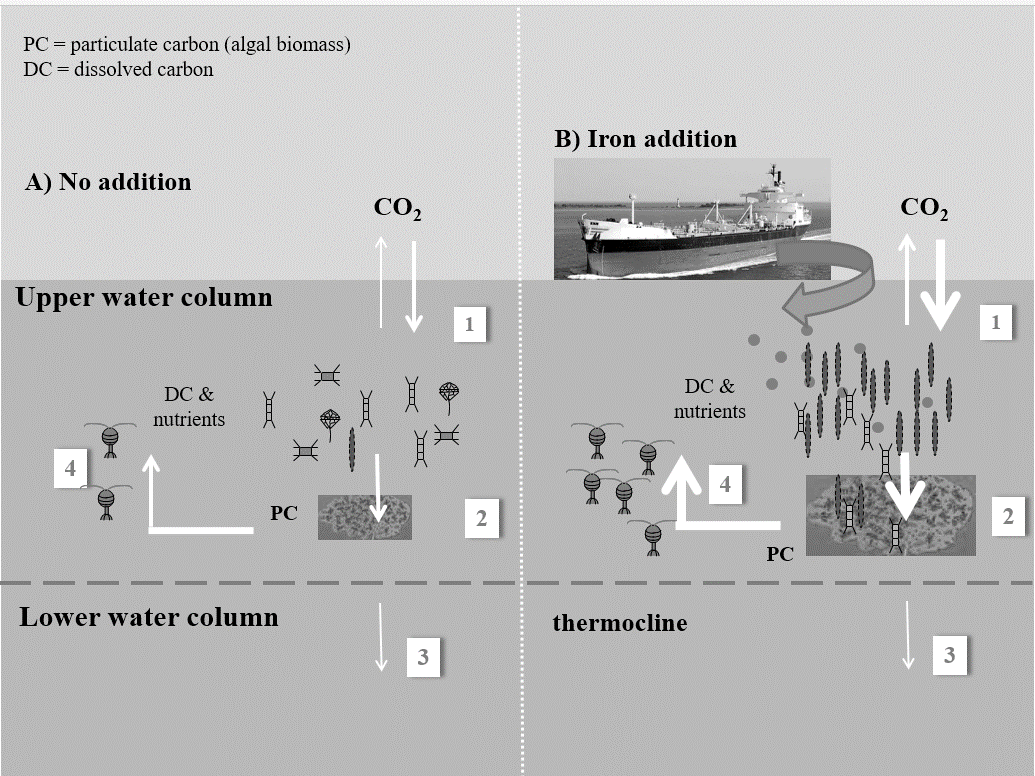 PC = particulate carbon (algal biomass)
DC = dissolved carbon
A) No addition
CO₂
Upper water column
1
DC &
nutrients
4
PC
2
Lower water column
3
B) Iron addition
CO₂
1
DC &
nutrients
4
2
PC
thermocline
3